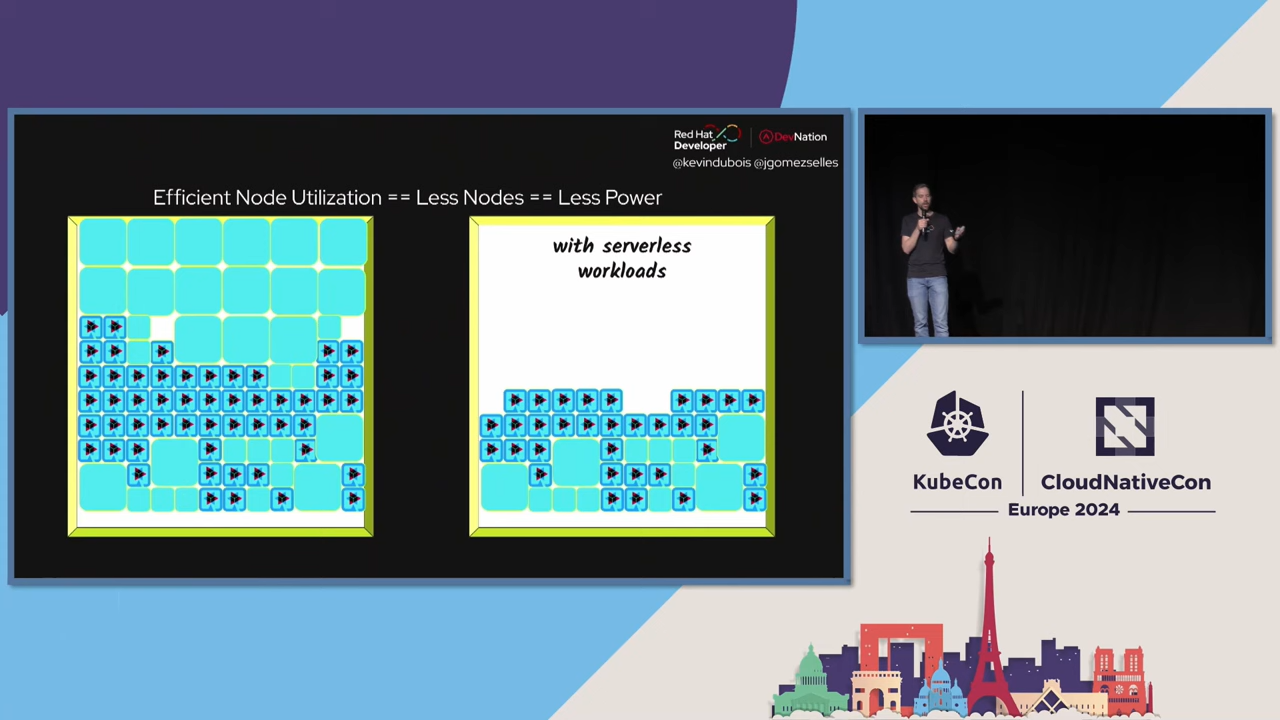 Red Hat
Developer
DevNation
@kevindubois @jgomezselles
Efficient Node Utilization == Less Nodes == Less Power
with serverless
workloads
KubeCon
CloudNativeCon
Europe 2024